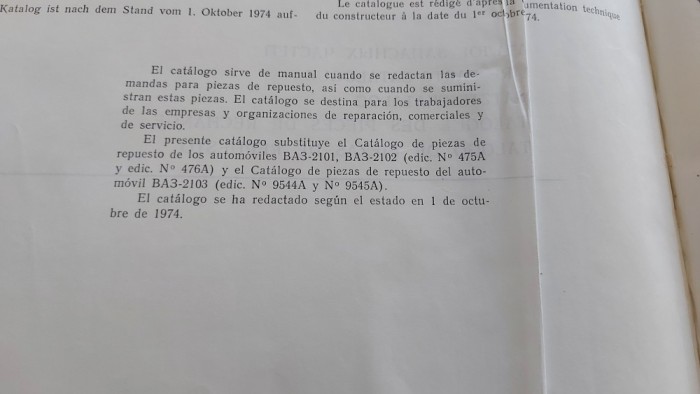 Katalog ist nach dem Stand vom 1. Oktober 1974 auf-
Le catalogue est rédigé d'après la umentation technique
du constructeur à la date du 1er octobre 74.
El catálogo sirve de manual cuando se redactan las de-
mandas para piezas de repuesto, asi como cuando se sumini-
stran estas piezas. El catálogo se destina para los trabajadores
de las empresas y organizaciones de reparación, comerciales y
de servicio.
El presente catálogo substituye el Catálogo de piezas de
repuesto de los automóviles ВАЗ-2101, ВАЗ-2102 (edic. Nº 475A
y edic. Nº 476A) y el Catálogo de piezas de repuesto del auto-
móvil ВАЗ-2103 (edic. Nº 9544A y Nº 9545A).
El catálogo se ha redactado según el estado en 1 de octu-
bre de 1974.